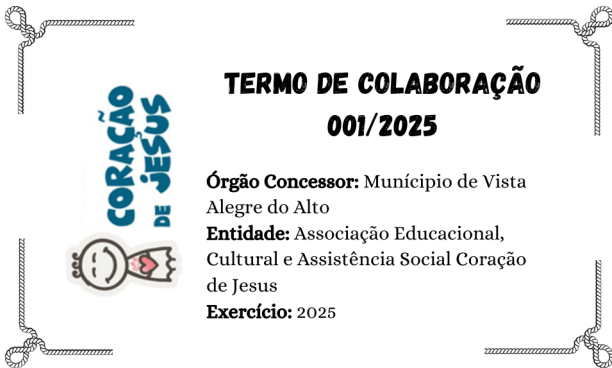 CORAÇÃO
DE JESUS
TERMO DE COLABORAÇÃO
001/2025
Órgão Concessor: Munícipio de Vista
Alegre do Alto
Entidade: Associação Educacional,
Cultural e Assistência Social Coração
de Jesus
Exercício: 2025